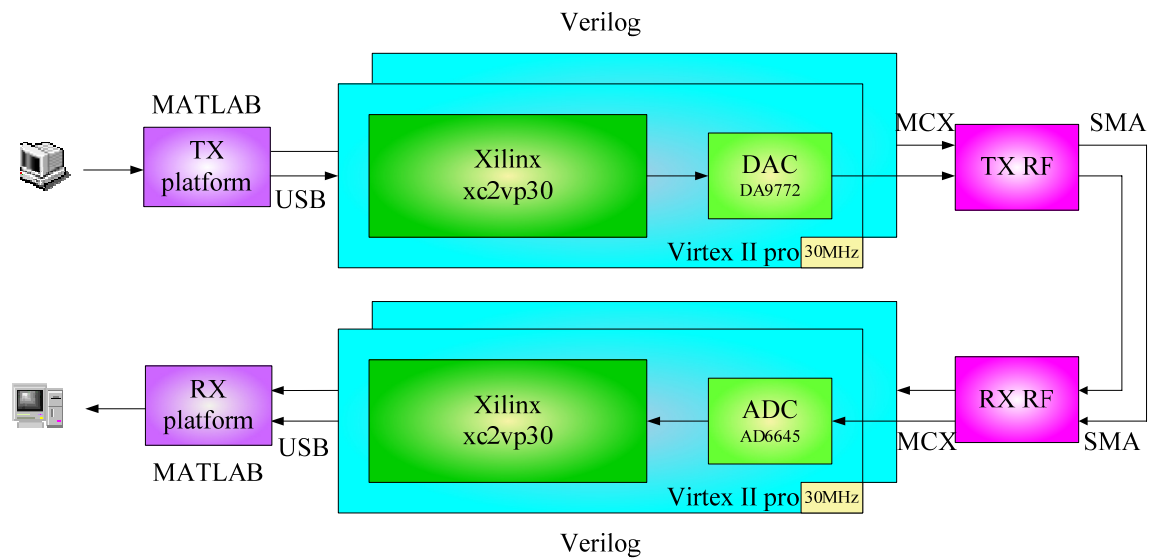 Verilog
MATLAB
TX
platform
USB
Xilinx
xc2vp30
DAC
DA9772
Virtex II pro
30MHz
MCX
TX RF
SMA
RX
platform
USB
MATLAB
Xilinx
xc2vp30
ADC
AD6645
Virtex II pro
30MHz
MCX
RX RF
SMA
Verilog